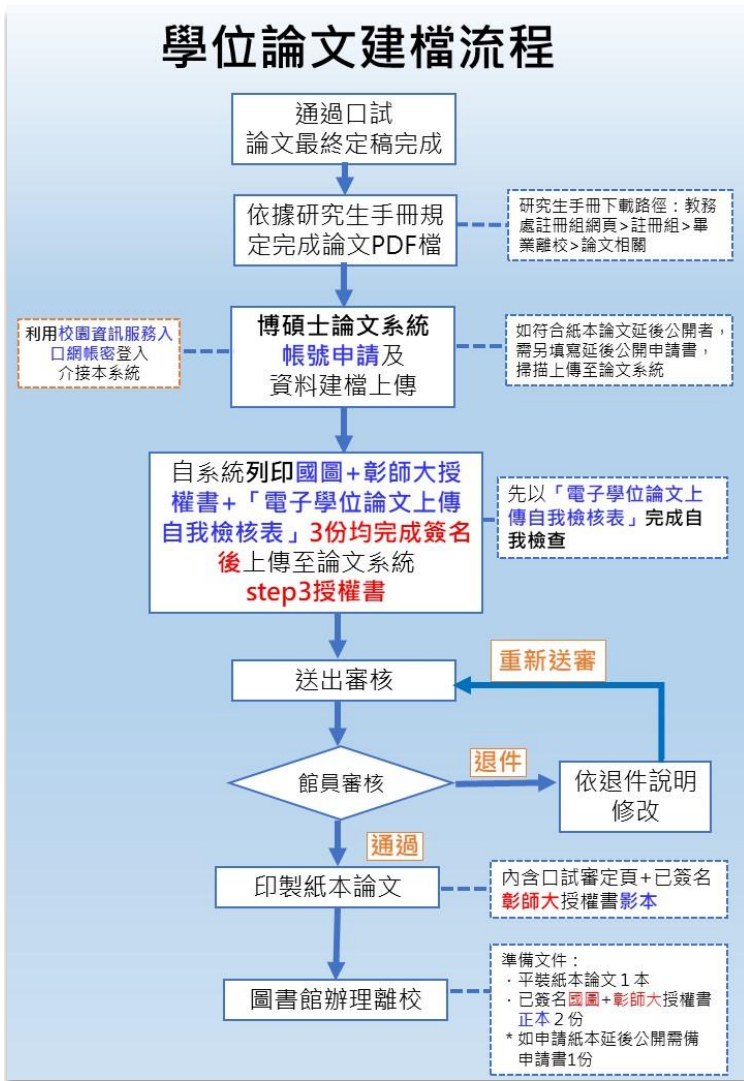 學位論文建檔流程
通過口試
論文最終定稿完成
依據研究生手冊規
定完成論文PDF檔
研究生手冊下載路徑：教務
處註冊組網頁>註冊組>畢
業離校>論文相關
利用校園資訊服務入
口網帳密登入
介接本系統
博碩士論文系統
帳號申請及
資料建檔上傳
如符合紙本論文延後公開者，
需另填寫延後公開申請書，
掃描上傳至論文系統
自系統列印國圖+彰師大授
權書+「電子學位論文上傳
自我檢核表」3份均完成簽名
後上傳至論文系統
step3授權書
先以「電子學位論文上
傳自我檢核表」完成自
我檢查
送出審核
重新送審
館員審核
退件
依退件說明
修改
通過
印製紙本論文
內含口試審定頁+已簽名
彰師大授權書影本
圖書館辦理離校
準備文件：
· 平裝紙本論文１本
· 已簽名國圖+彰師大授權書
正本２份
* 如申請紙本延後公開需備
申請書1份